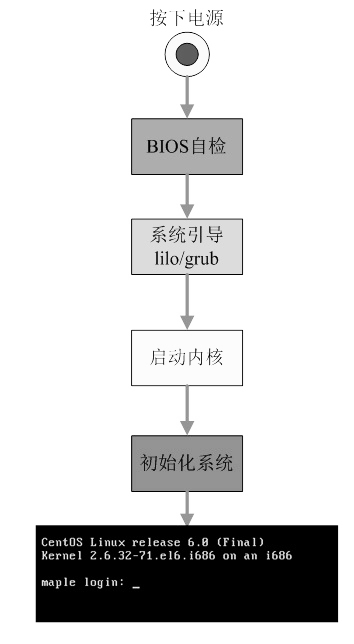 按下电源
BIOS自检
系统引导
lilo/grub
启动内核
初始化系统
CentOS Linux release 6.0 (Final)
Kernel 2.6.32-71.el6.i686 on an i686
maple login: _